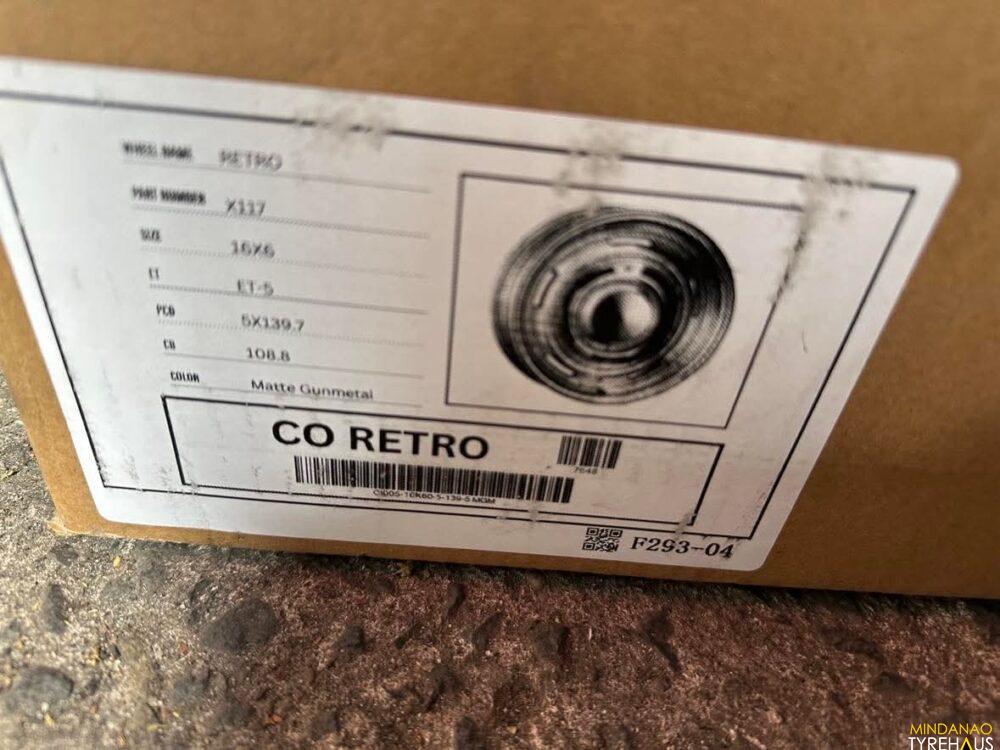 WHEEL NAME RETRO
PART NUMBER X117
SIZE 16X6
ET ET-5
PCD 5X139.7
CB 108.8
COLOR Matte Gunmetal
CO RETRO
7648
F293-04
MINDANAO
TYREHAUS